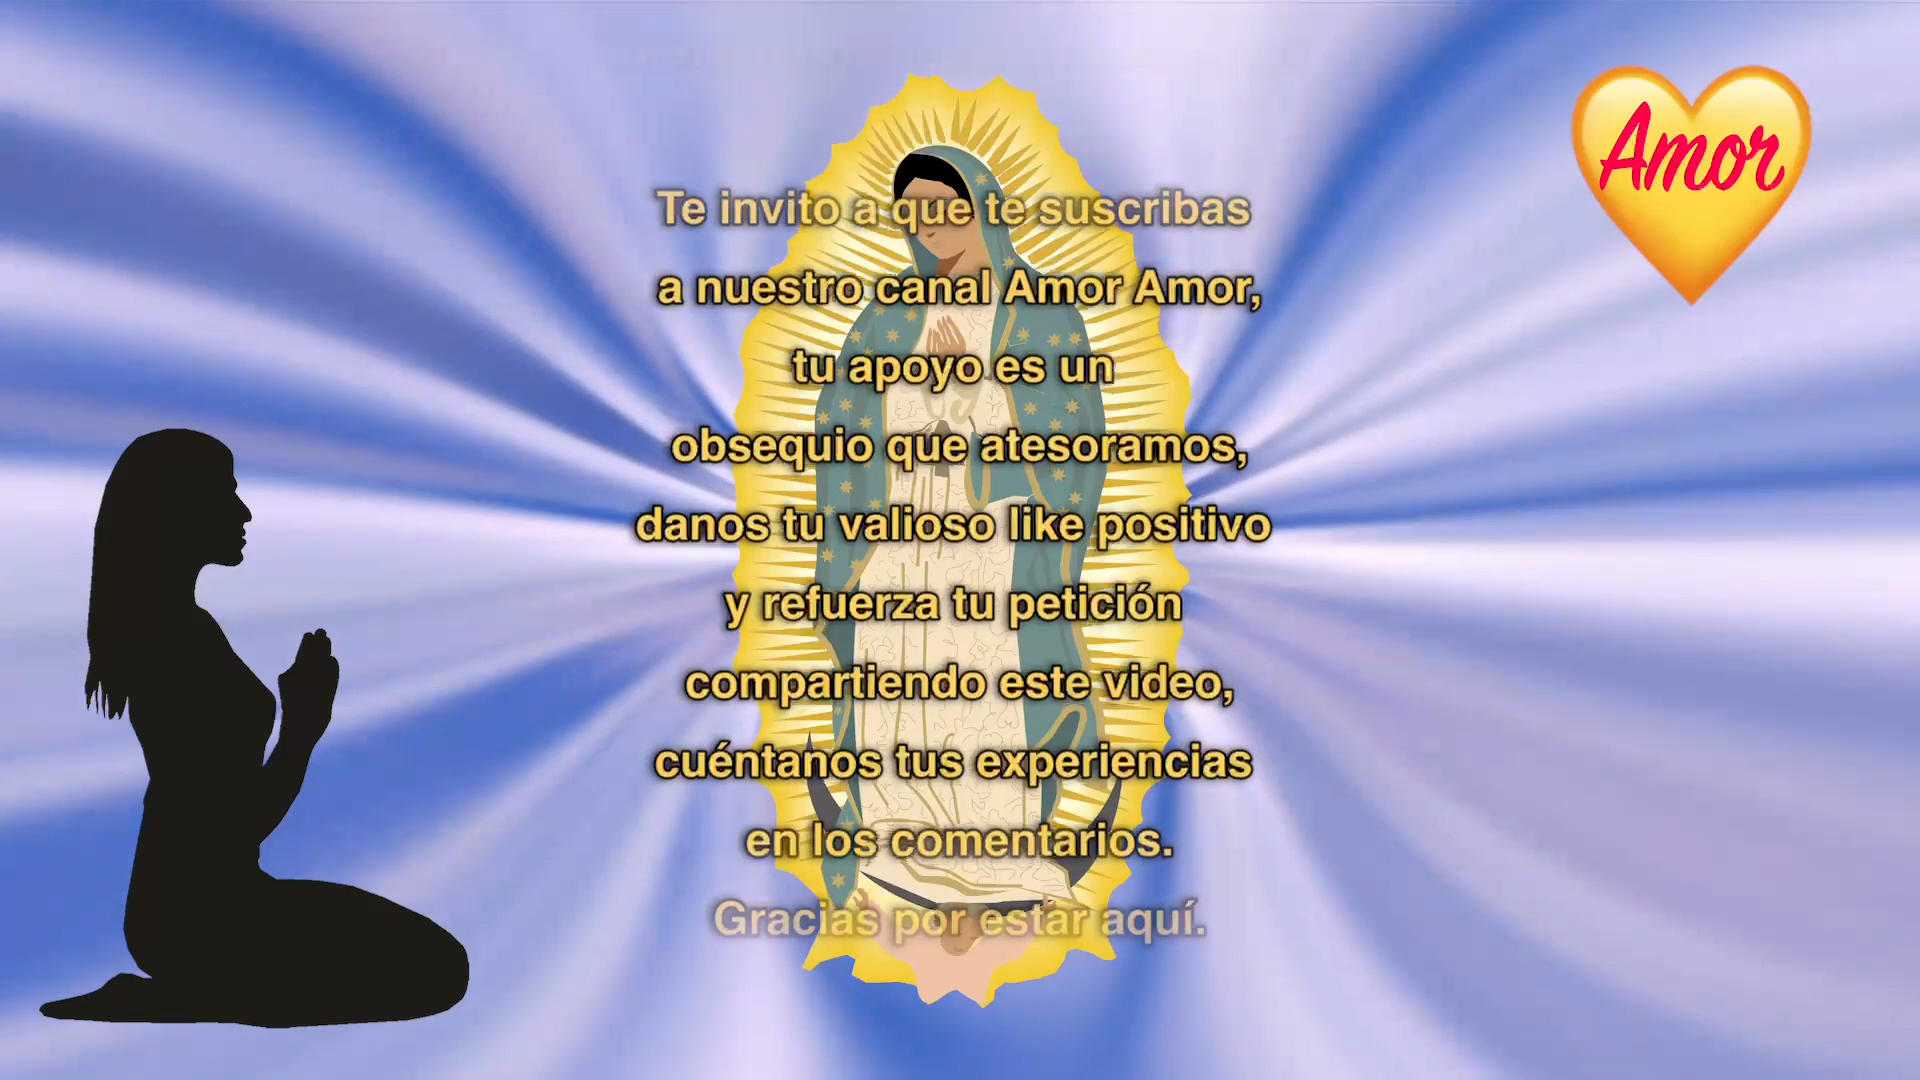 Amor
Te invito a que te suscribas
a nuestro canal Amor Amor,
tu apoyo es un
obsequio que atesoramos,
danos tu valioso like positivo
y refuerza tu petición
compartiendo este video,
cuéntanos tus experiencias
en los comentarios.
Gracias por estar aquí.